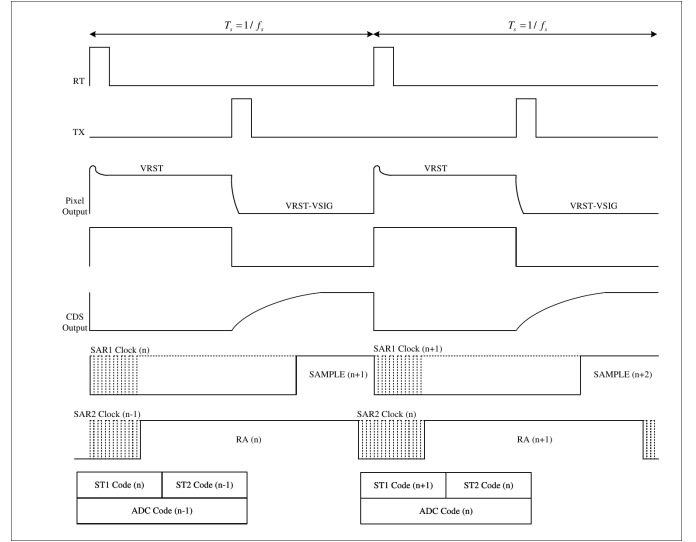 T_s = 1/ f_s T_s = 1/ f_s
RT
TX
VRST VRST
Pixel
Output
VRST-VSIG VRST-VSIG
CDS
Output
SAR1 Clock (n) SAR1 Clock (n+1)
SAMPLE (n+1) SAMPLE (n+2)
SAR2 Clock (n-1) SAR2 Clock (n)
RA (n) RA (n+1)
ST1 Code (n) ST2 Code (n-1) ST1 Code (n+1) ST2 Code (n)
ADC Code (n-1) ADC Code (n)